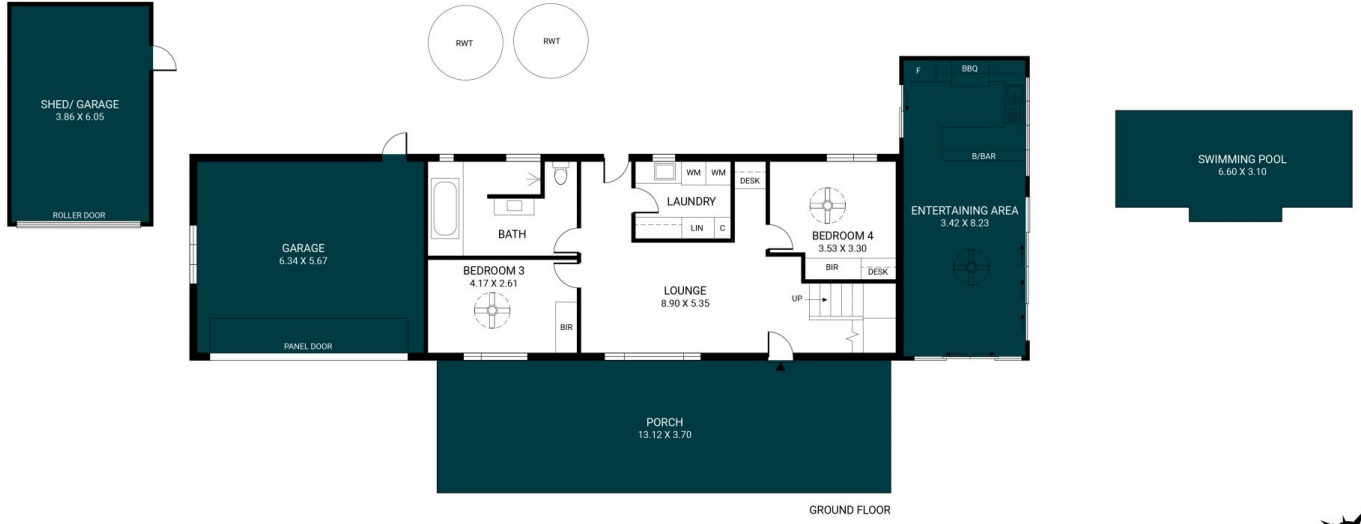 RWT
RWT
SHED/ GARAGE
3.86 X 6.05
ROLLER DOOR
F
BBQ
B/BAR
ENTERTAINING AREA
3.42 X 8.23
SWIMMING POOL
6.60 X 3.10
GARAGE
6.34 X 5.67
PANEL DOOR
BATH
BEDROOM 3
4.17 X 2.61
BIR
WM
WM
LAUNDRY
LIN
C
DESK
BEDROOM 4
3.53 X 3.30
BIR
DESK
LOUNGE
8.90 X 5.35
UP
PORCH
13.12 X 3.70
GROUND FLOOR